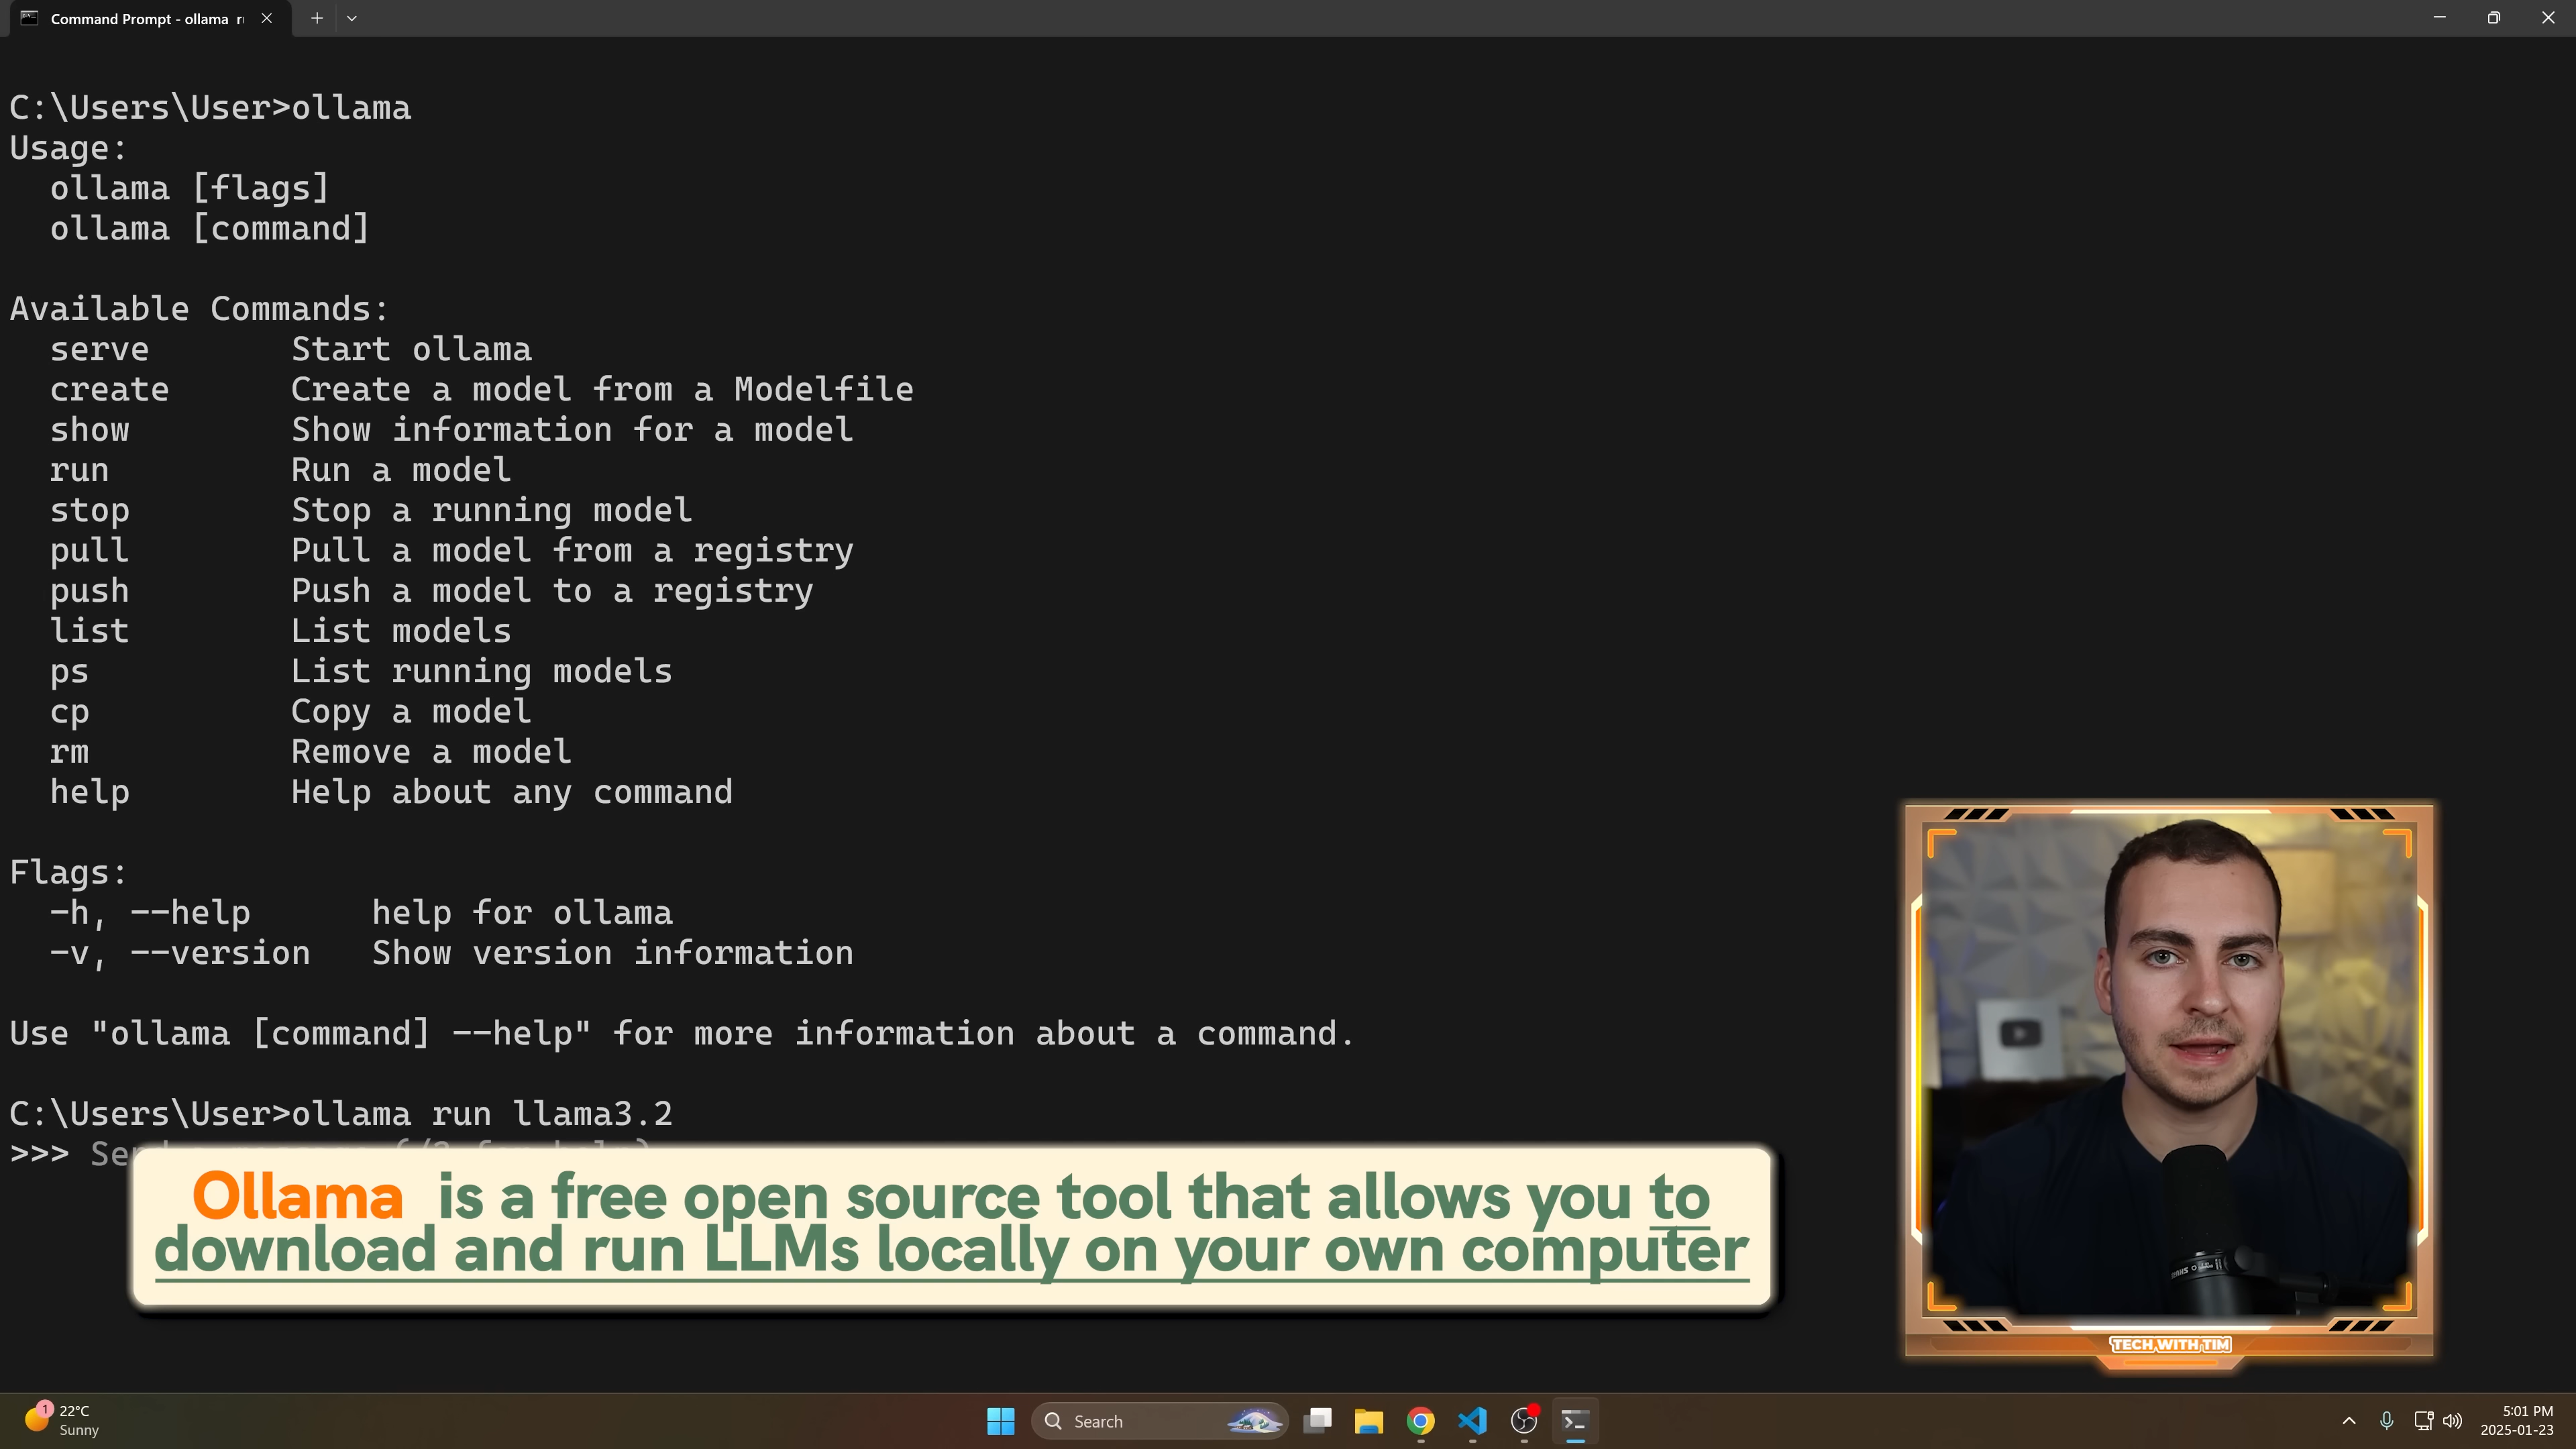 Command Prompt - ollama r
C:\Users\User>ollama
Usage:
ollama [flags]
ollama [command]
Available Commands:
serve Start ollama
create Create a model from a Modelfile
show Show information for a model
run Run a model
stop Stop a running model
pull Pull a model from a registry
push Push a model to a registry
list List models
ps List running models
cp Copy a model
rm Remove a model
help Help about any command
Flags:
-h, --help help for ollama
-v, --version Show version information
Use "ollama [command] --help" for more information about a command.
C:\Users\User>ollama run llama3.2
>>>
Ollama is a free open source tool that allows you to
download and run LLMs locally on your own computer
SHURE
TECH WITH TIM
1
22°C
Sunny
Search
5:01 PM
2025-01-23